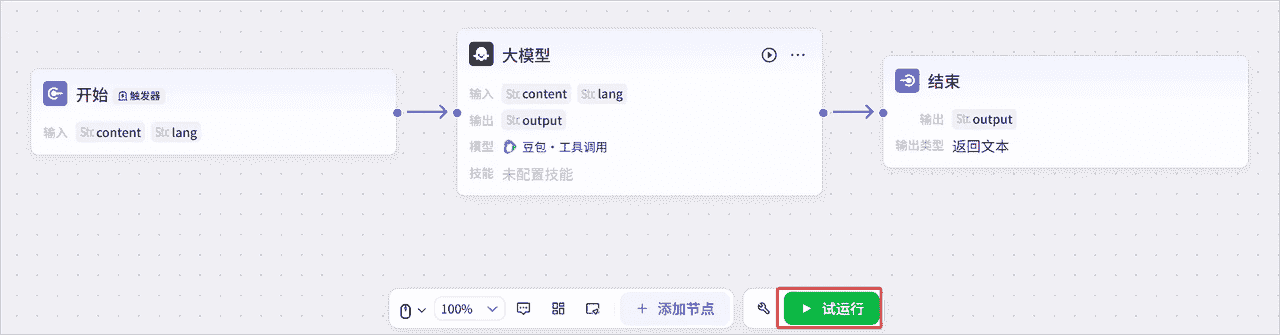 开始 触发器
输入 Str. content Str. lang
大模型
输入 Str. content Str. lang
输出 Str. output
模型 豆包·工具调用
技能 未配置技能
结束
输出 Str. output
输出类型 返回文本
100% 添加节点 试运行